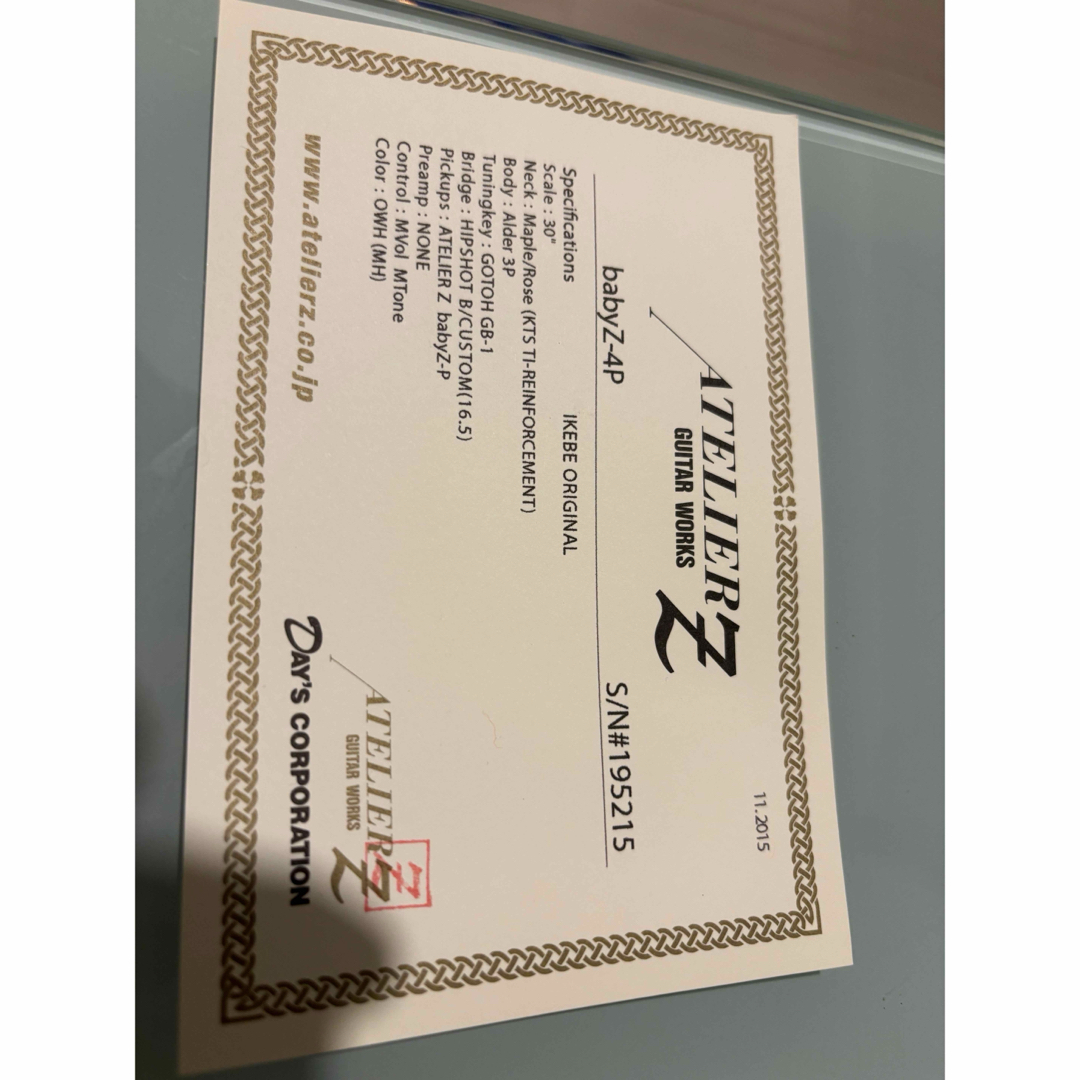 11.2015
ATELIER Z
GUITAR WORKS
babyZ-4P S/N#195215
Specifications IKEBE ORIGINAL
Scale : 30"
Neck : Maple/Rose (KTS TI-REINFORCEMENT)
Body : Alder 3P
Tuningkey : GOTOH GB-1
Bridge : HIPSHOT B/CUSTOM(16.5)
Pickups : ATELIER Z babyZ-P
Preamp : NONE
Control : MVol MTone
Color : OWH (MH)
ATELIER Z
GUITAR WORKS
Z
www.atelierz.co.jp
DAY'S CORPORATION